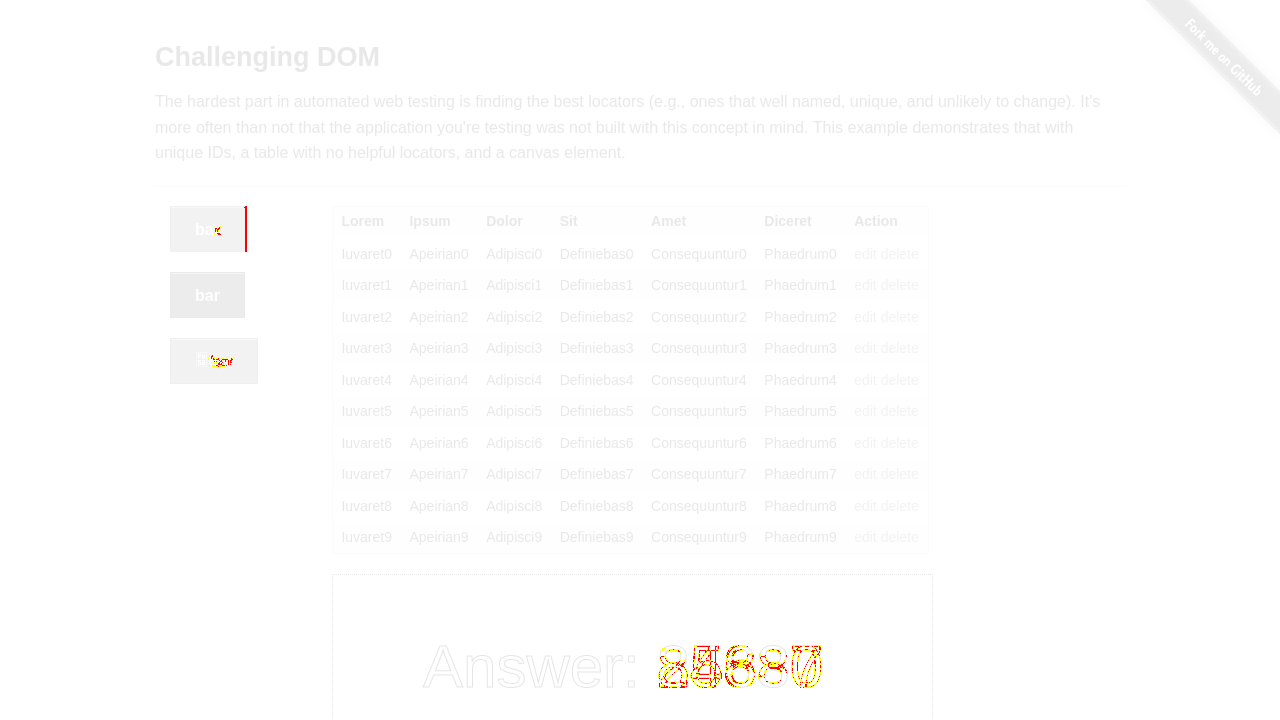 Fork me on GitHub
Challenging DOM
The hardest part in automated web testing is finding the best locators (e.g., ones that well named, unique, and unlikely to change). It's
more often than not that the application you're testing was not built with this concept in mind. This example demonstrates that with
unique IDs, a table with no helpful locators, and a canvas element.
bar
Lorem Ipsum Dolor Sit Amet Diceret Action
Iuvaret0 Apeirian0 Adipisci0 Definiebas0 Consequuntur0 Phaedrum0 edit delete
Iuvaret1 Apeirian1 Adipisci1 Definiebas1 Consequuntur1 Phaedrum1 edit delete
Iuvaret2 Apeirian2 Adipisci2 Definiebas2 Consequuntur2 Phaedrum2 edit delete
Iuvaret3 Apeirian3 Adipisci3 Definiebas3 Consequuntur3 Phaedrum3 edit delete
Iuvaret4 Apeirian4 Adipisci4 Definiebas4 Consequuntur4 Phaedrum4 edit delete
Iuvaret5 Apeirian5 Adipisci5 Definiebas5 Consequuntur5 Phaedrum5 edit delete
Iuvaret6 Apeirian6 Adipisci6 Definiebas6 Consequuntur6 Phaedrum6 edit delete
Iuvaret7 Apeirian7 Adipisci7 Definiebas7 Consequuntur7 Phaedrum7 edit delete
Iuvaret8 Apeirian8 Adipisci8 Definiebas8 Consequuntur8 Phaedrum8 edit delete
Iuvaret9 Apeirian9 Adipisci9 Definiebas9 Consequuntur9 Phaedrum9 edit delete
Answer: